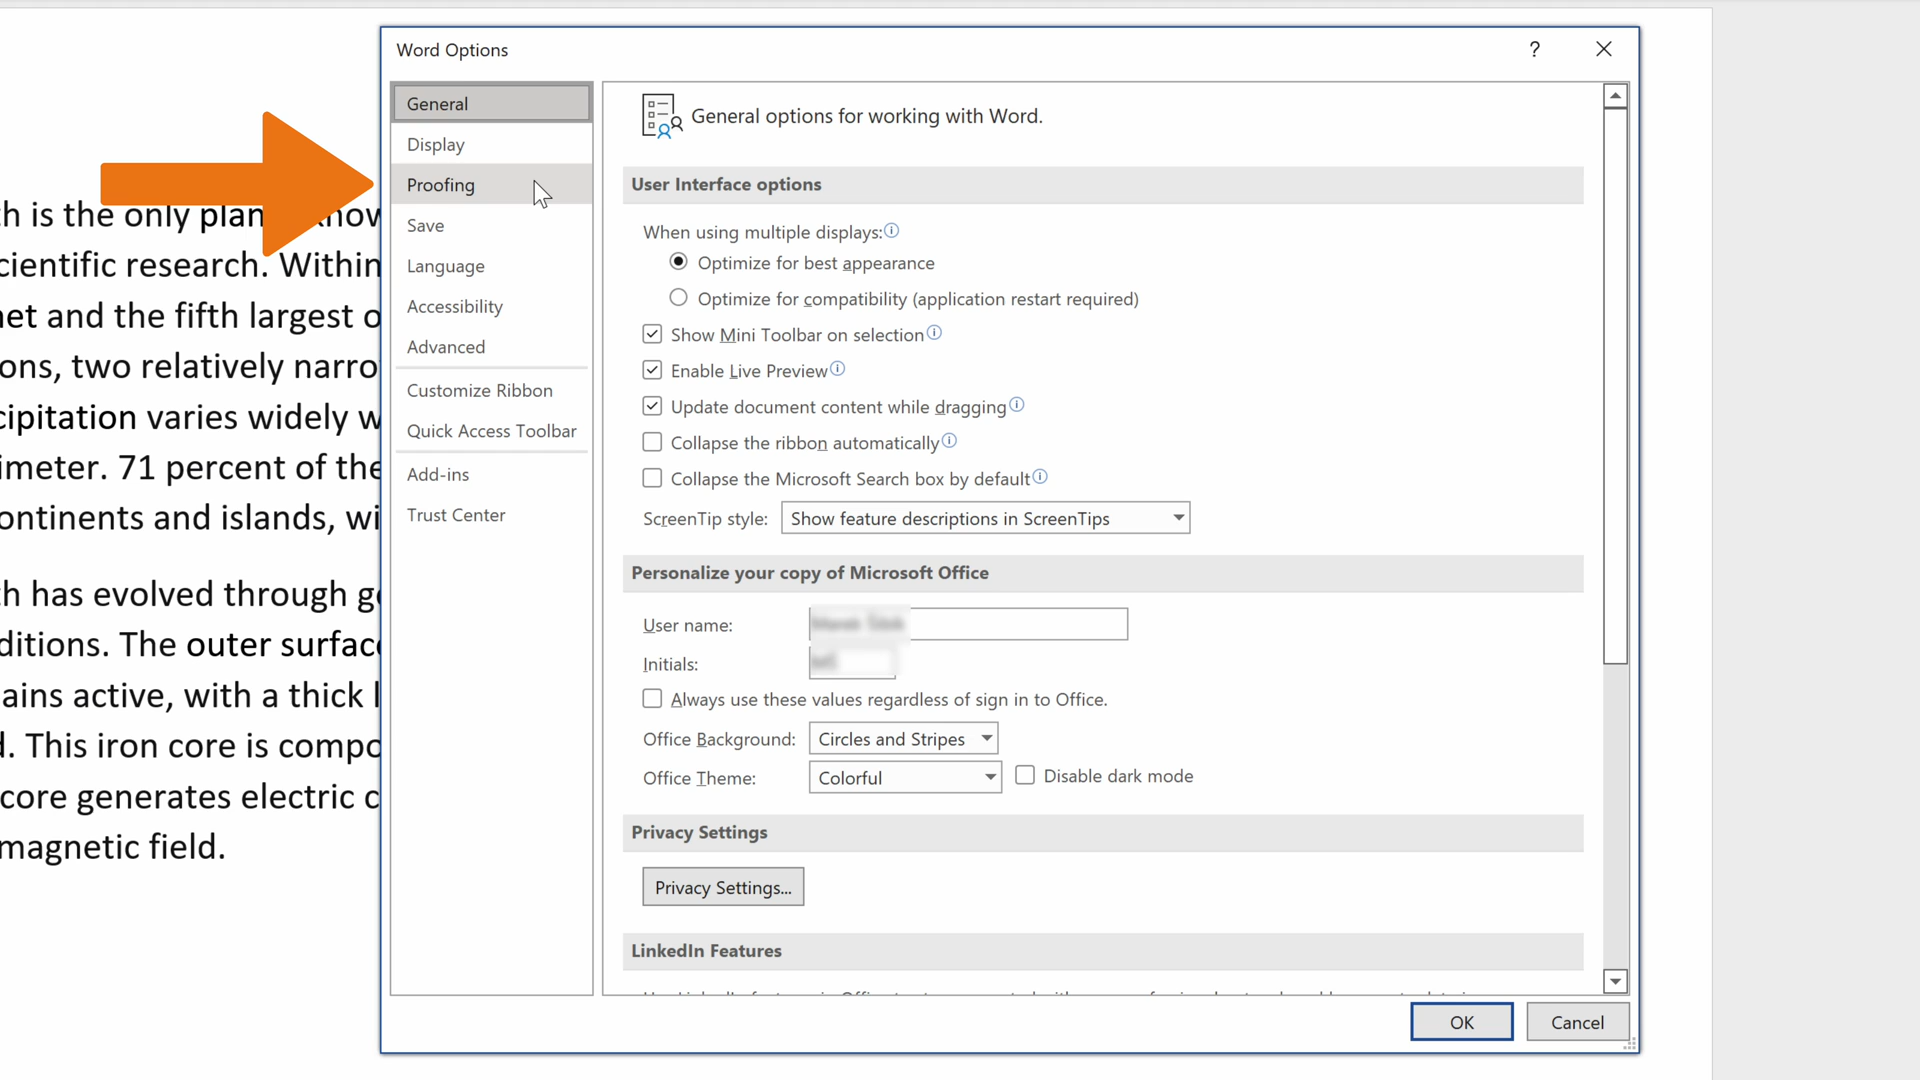 Word Options
?
General
Display
Proofing
Save
Language
Accessibility
Advanced
Customize Ribbon
Quick Access Toolbar
Add-ins
Trust Center
General options for working with Word.
User Interface options
When using multiple displays:
Optimize for best appearance
Optimize for compatibility (application restart required)
Show Mini Toolbar on selection
Enable Live Preview
Update document content while dragging
Collapse the ribbon automatically
Collapse the Microsoft Search box by default
ScreenTip style: Show feature descriptions in ScreenTips
Personalize your copy of Microsoft Office
User name:
Initials:
Always use these values regardless of sign in to Office.
Office Background: Circles and Stripes
Office Theme: Colorful Disable dark mode
Privacy Settings
Privacy Settings...
LinkedIn Features
OK Cancel
th is the only plan know
cientific research. Within
net and the fifth largest o
ons, two relatively narro
cipitation varies widely w
imeter. 71 percent of the
ontinents and islands, wi
th has evolved through ge
ditions. The outer surface
ains active, with a thick l
d. This iron core is compo
core generates electric c
magnetic field.